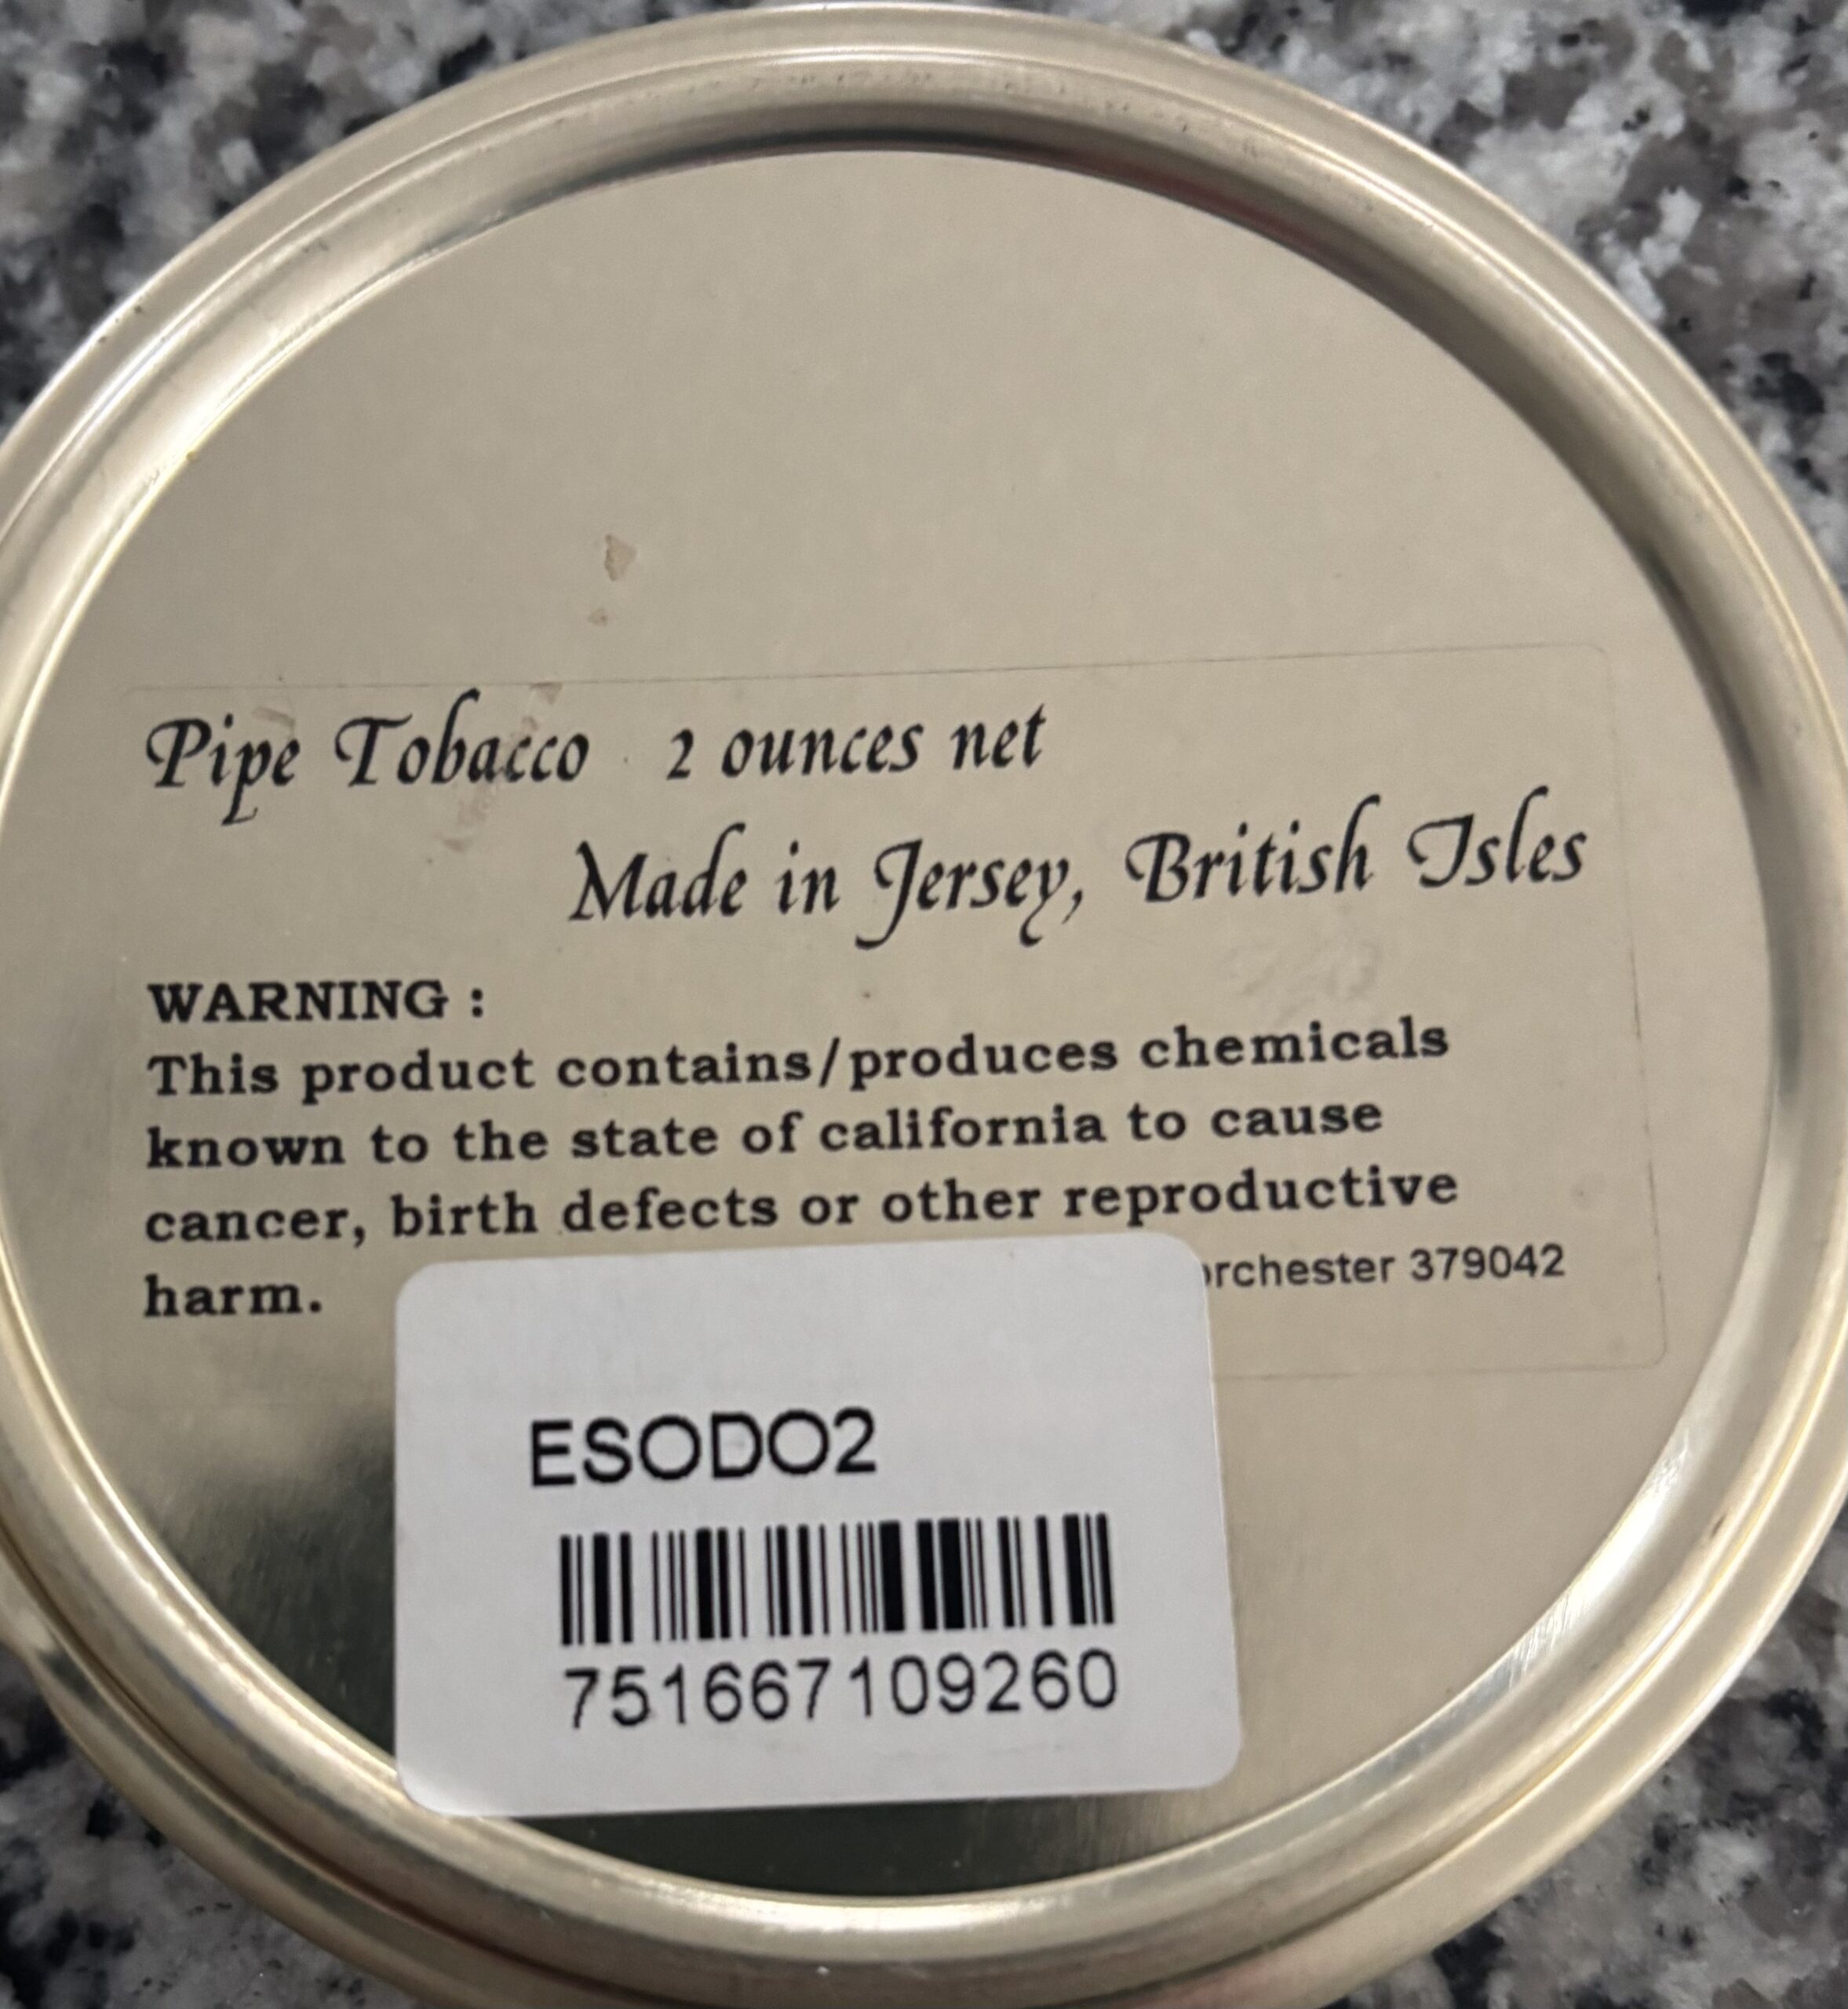 Pipe Tobacco 2 ounces net
Made in Jersey, British Isles
WARNING :
This product contains/produces chemicals
known to the state of california to cause
cancer, birth defects or other reproductive
harm.
379042
ESODO2
751667109260